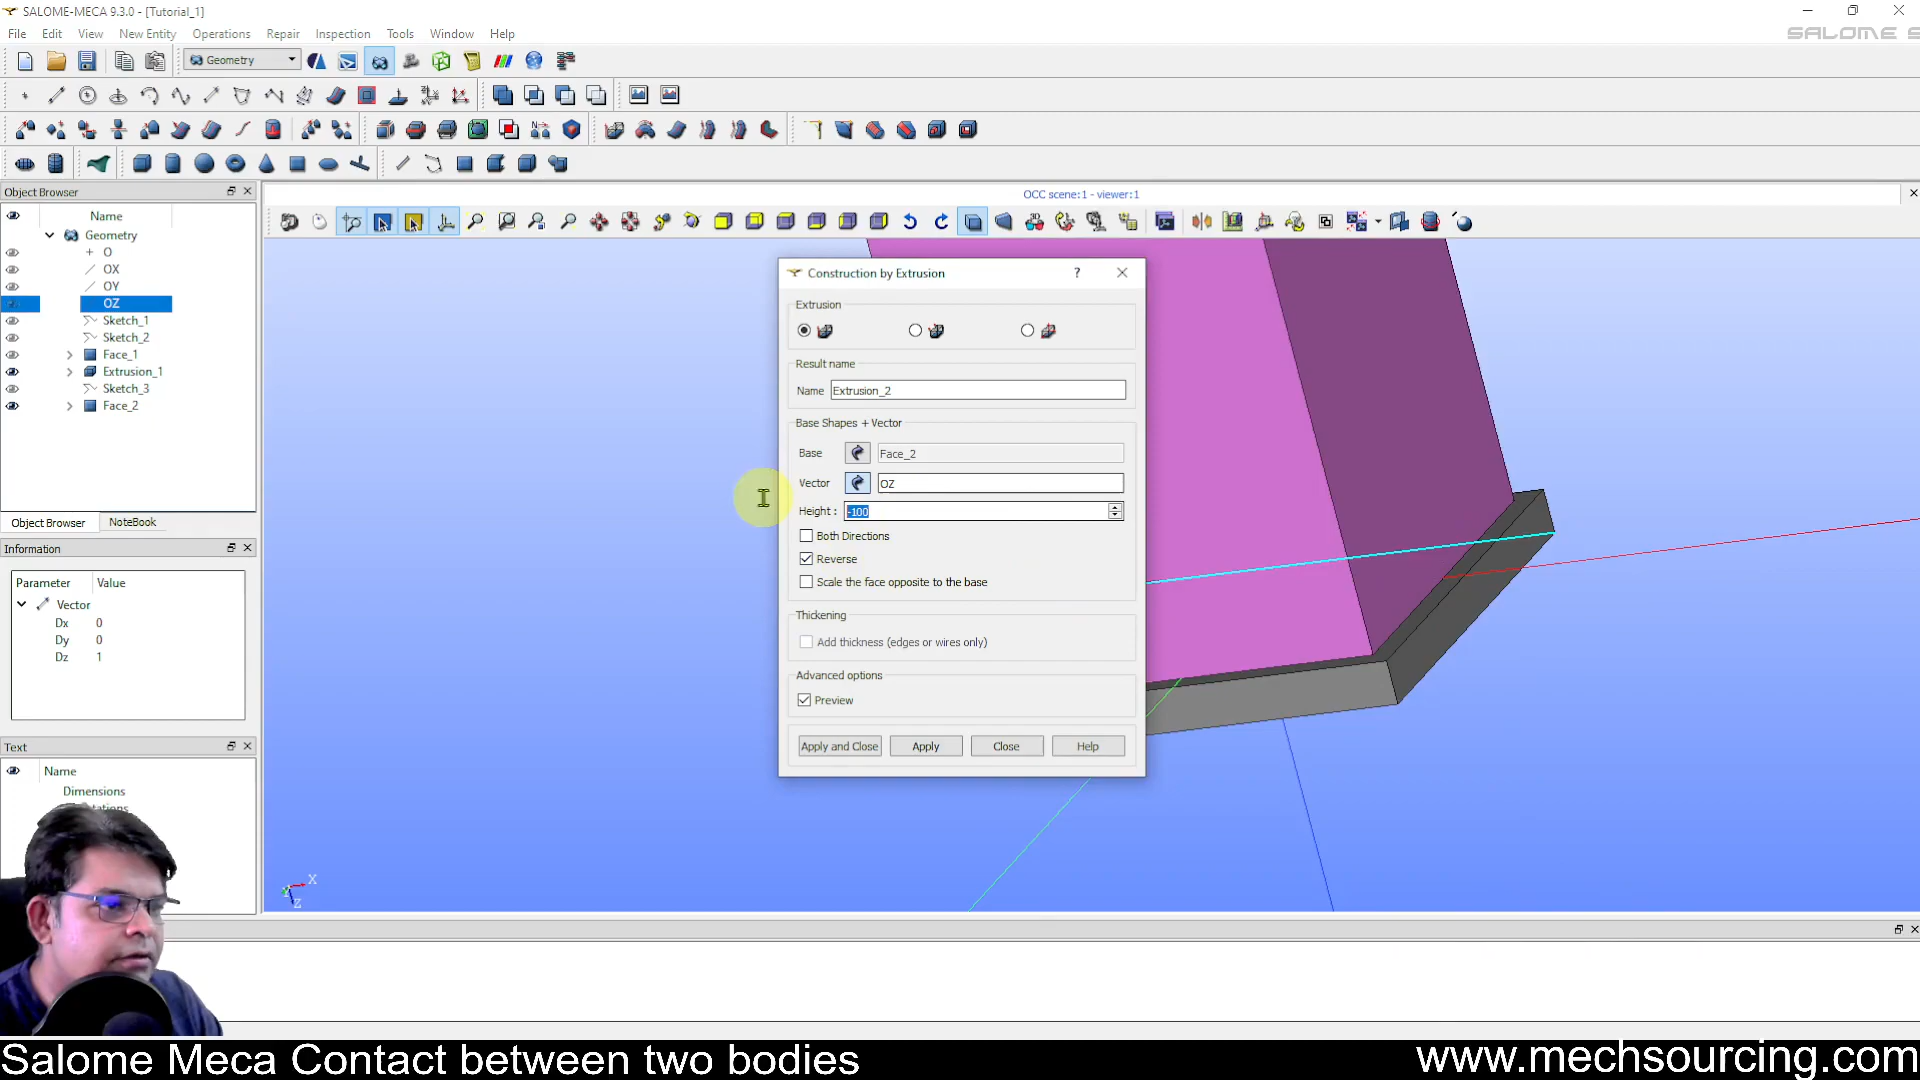 SALOME-MECA 9.3.0 - [Tutorial_1]
File Edit View New Entity Operations Repair Inspection Tools Window Help
SALOME
Geometry
Object Browser
OCC scene:1 - viewer:1
Name
Geometry
O
OX
OY
OZ
Sketch_1
Sketch_2
Face_1
Extrusion_1
Sketch_3
Face_2
Object Browser NoteBook
Information
Parameter Value
Vector
Dx 0
Dy 0
Dz 1
Text
Name
Dimensions
Construction by Extrusion
?
Extrusion
Result name
Name Extrusion_2
Base Shapes + Vector
Base Face_2
Vector OZ
Height : -100
Both Directions
Reverse
Scale the face opposite to the base
Thickening
Add thickness (edges or wires only)
Advanced options
Preview
Apply and Close Apply Close Help
X
Z
Salome Meca Contact between two bodies
www.mechsourcing.com